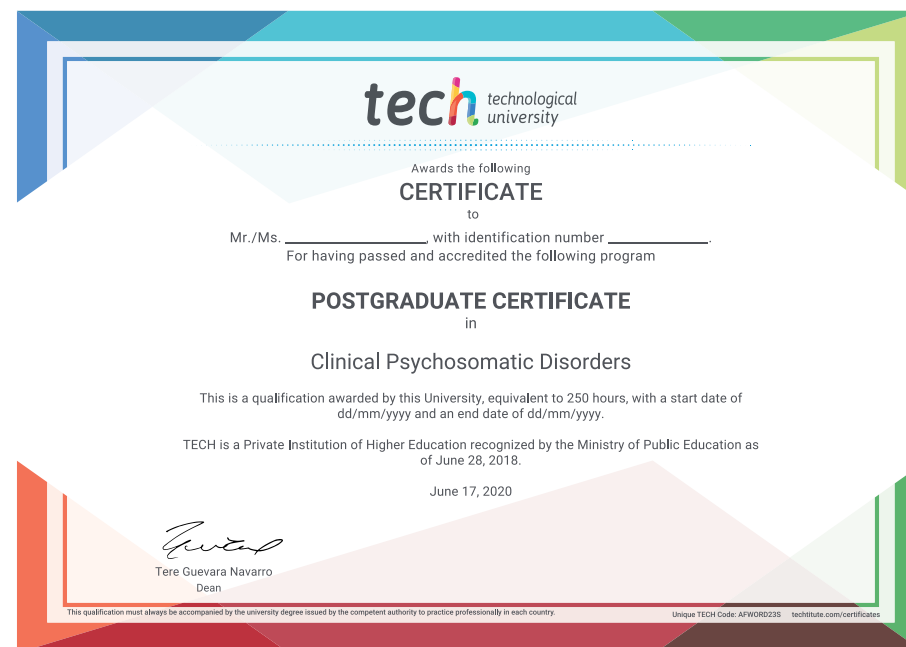 tech technological
university
Awards the following
CERTIFICATE
to
Mr./Ms. ____________________, with identification number ______________.
For having passed and accredited the following program
POSTGRADUATE CERTIFICATE
in
Clinical Psychosomatic Disorders
This is a qualification awarded by this University, equivalent to 250 hours, with a start date of
dd/mm/yyyy and an end date of dd/mm/yyyy.
TECH is a Private Institution of Higher Education recognized by the Ministry of Public Education as
of June 28, 2018.
June 17, 2020
Tere Guevara Navarro
Dean
This qualification must always be accompanied by the university degree issued by the competent authority to practice professionally in each country.
Unique TECH Code: AFWORD23S techtitute.com/certificates